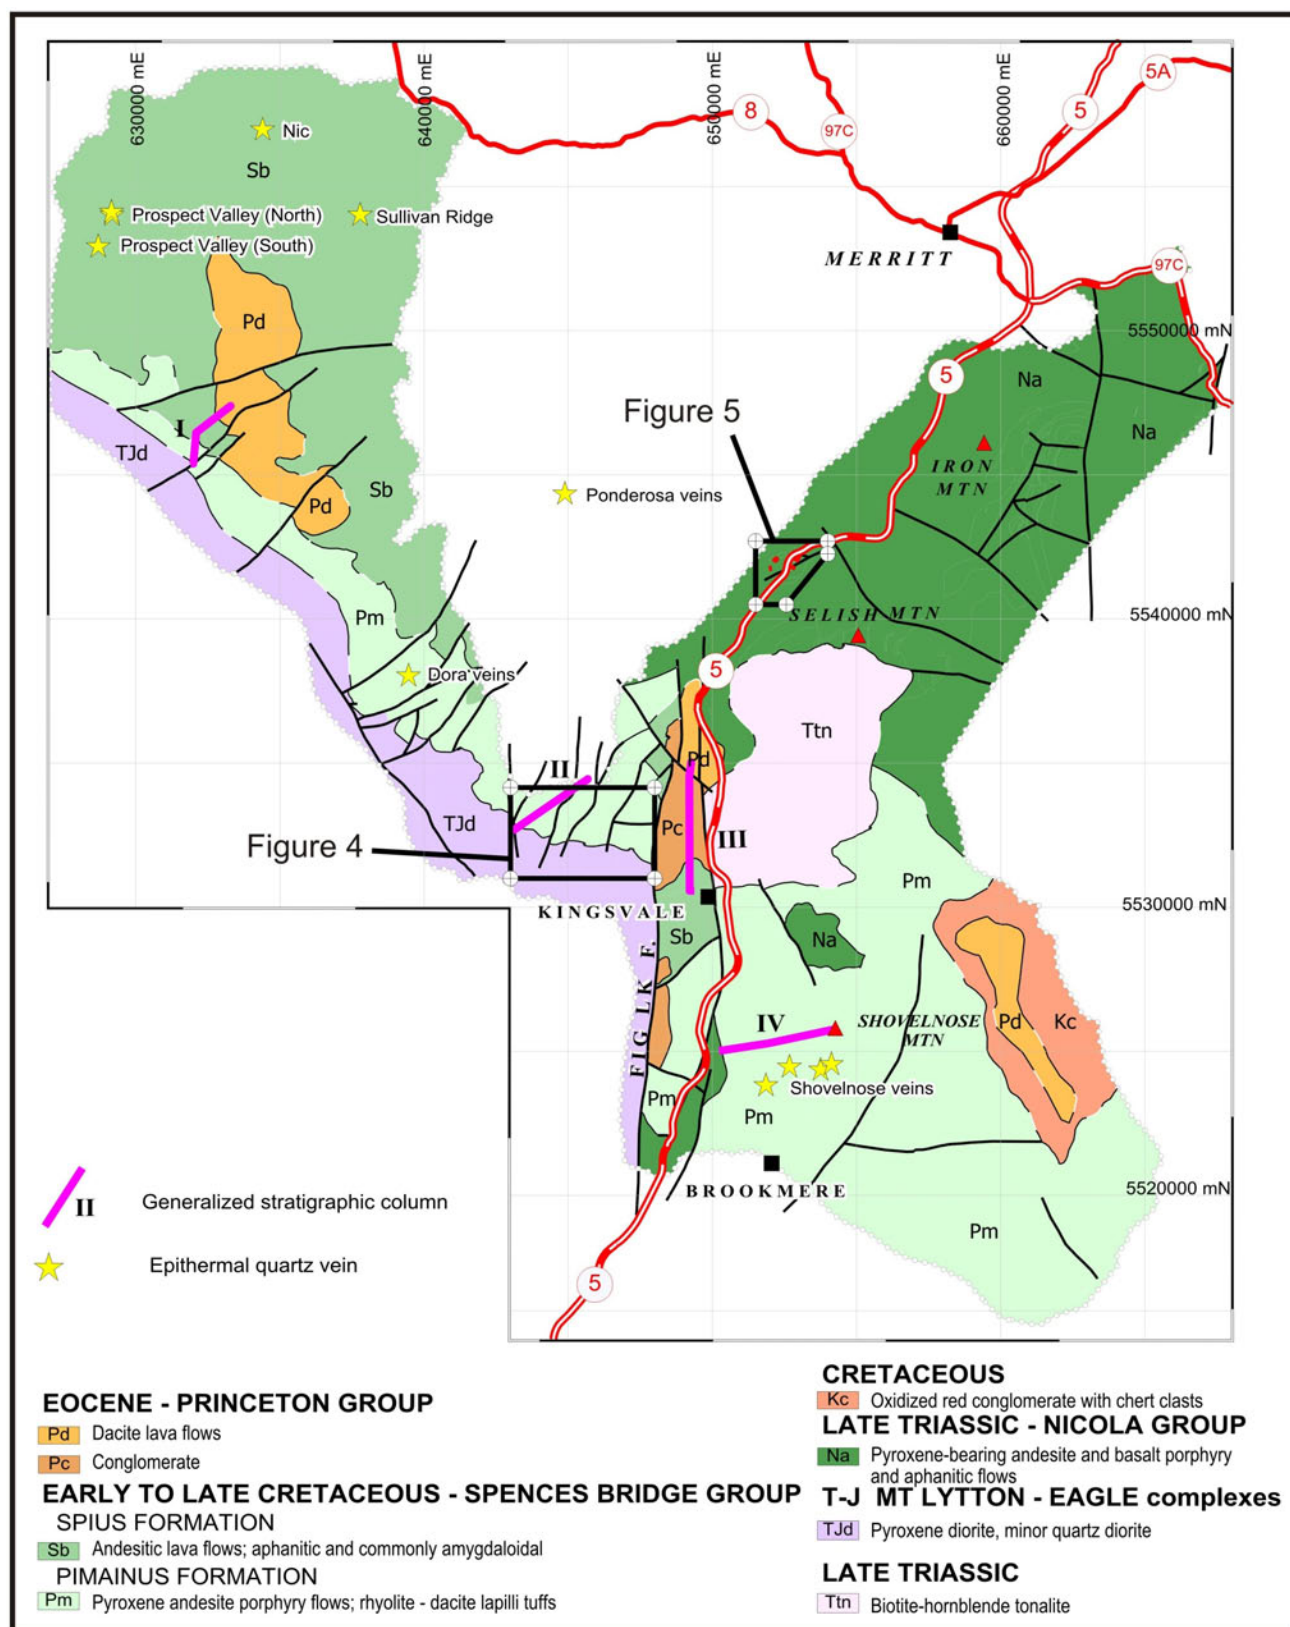 630000 mE
640000 mE
650000 mE
660000 mE
5A
8
5
97C
Nic
Sb
Prospect Valley (North)
Sullivan Ridge
Prospect Valley (South)
MERRITT
97C
Pd
5550000 mN
5
Na
Figure 5
I
TJd
Na
IRON
MTN
Sb
Ponderosa veins
Pd
Pm
SELISH MTN
5540000 mN
Dora veins
5
Ttn
Pd
II
TJd
Pc
III
Figure 4
Pm
KINGSVALE
5530000 mN
Sb
Na
FIG LK F.
IV
SHOVELNOSE
MTN
Pd
Kc
Shovelnose veins
Pm
Pm
BROOKMERE
5520000 mN
Pm
II
Generalized stratigraphic column
Epithermal quartz vein
5
EOCENE - PRINCETON GROUP
Pd Dacite lava flows
Pc Conglomerate
EARLY TO LATE CRETACEOUS - SPENCES BRIDGE GROUP
SPIUS FORMATION
Sb Andesitic lava flows; aphanitic and commonly amygdaloidal
PIMAINUS FORMATION
Pm Pyroxene andesite porphyry flows; rhyolite - dacite lapilli tuffs
CRETACEOUS
Kc Oxidized red conglomerate with chert clasts
LATE TRIASSIC - NICOLA GROUP
Na Pyroxene-bearing andesite and basalt porphyry
and aphanitic flows
T-J MT LYTTON - EAGLE complexes
TJd Pyroxene diorite, minor quartz diorite
LATE TRIASSIC
Ttn Biotite-hornblende tonalite